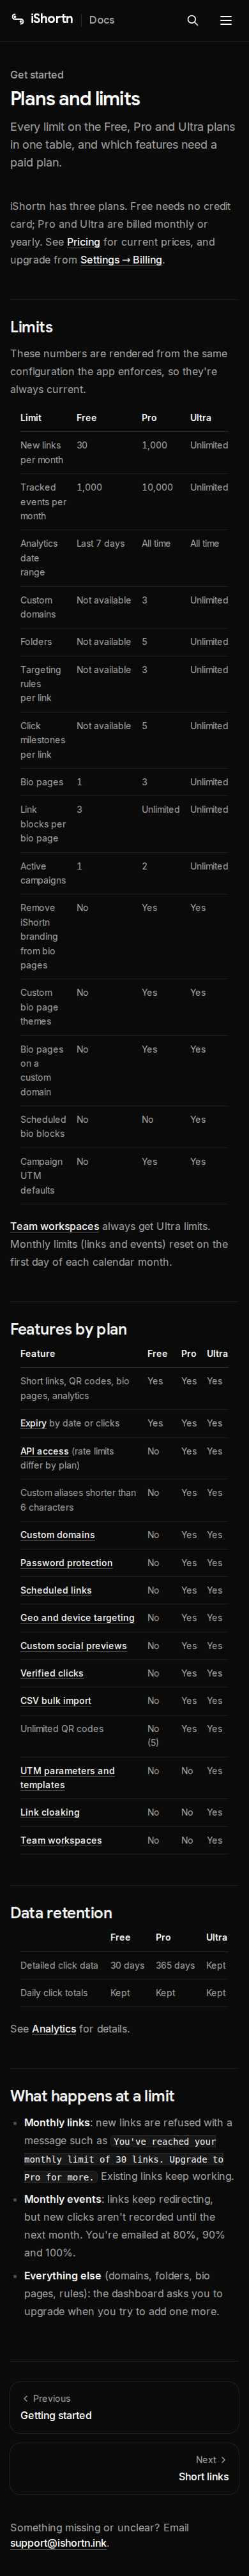 iShortn | Docs
Get started
Plans and limits
Every limit on the Free, Pro and Ultra plans
in one table, and which features need a
paid plan.
iShortn has three plans. Free needs no credit
card; Pro and Ultra are billed monthly or
yearly. See Pricing for current prices, and
upgrade from Settings → Billing.
Limits
These numbers are rendered from the same
configuration the app enforces, so they're
always current.
Limit Free Pro Ultra
New links 30 1,000 Unlimited
per month
Tracked 1,000 10,000 Unlimited
events per
month
Analytics Last 7 days All time All time
date
range
Custom Not available 3 Unlimited
domains
Folders Not available 5 Unlimited
Targeting Not available 3 Unlimited
rules
per link
Click Not available 5 Unlimited
milestones
per link
Bio pages 1 3 Unlimited
Link 3 Unlimited Unlimited
blocks per
bio page
Active 1 2 Unlimited
campaigns
Remove No Yes Yes
iShortn
branding
from bio
pages
Custom No Yes Yes
bio page
themes
Bio pages No Yes Yes
on a
custom
domain
Scheduled No No Yes
bio blocks
Campaign No Yes Yes
UTM
defaults
Team workspaces always get Ultra limits.
Monthly limits (links and events) reset on the
first day of each calendar month.
Features by plan
Feature Free Pro Ultra
Short links, QR codes, bio Yes Yes Yes
pages, analytics
Expiry by date or clicks Yes Yes Yes
API access (rate limits No Yes Yes
differ by plan)
Custom aliases shorter than No Yes Yes
6 characters
Custom domains No Yes Yes
Password protection No Yes Yes
Scheduled links No Yes Yes
Geo and device targeting No Yes Yes
Custom social previews No Yes Yes
Verified clicks No Yes Yes
CSV bulk import No Yes Yes
Unlimited QR codes No Yes Yes
(5)
UTM parameters and No No Yes
templates
Link cloaking No No Yes
Team workspaces No No Yes
Data retention
Free Pro Ultra
Detailed click data 30 days 365 days Kept
Daily click totals Kept Kept Kept
See Analytics for details.
What happens at a limit
• Monthly links: new links are refused with a
message such as You've reached your
monthly limit of 30 links. Upgrade to
Pro for more. Existing links keep working.
• Monthly events: links keep redirecting,
but new clicks aren't recorded until the
next month. You're emailed at 80%, 90%
and 100%.
• Everything else (domains, folders, bio
pages, rules): the dashboard asks you to
upgrade when you try to add one more.
Previous
Getting started
Next
Short links
Something missing or unclear? Email
support@ishortn.ink.